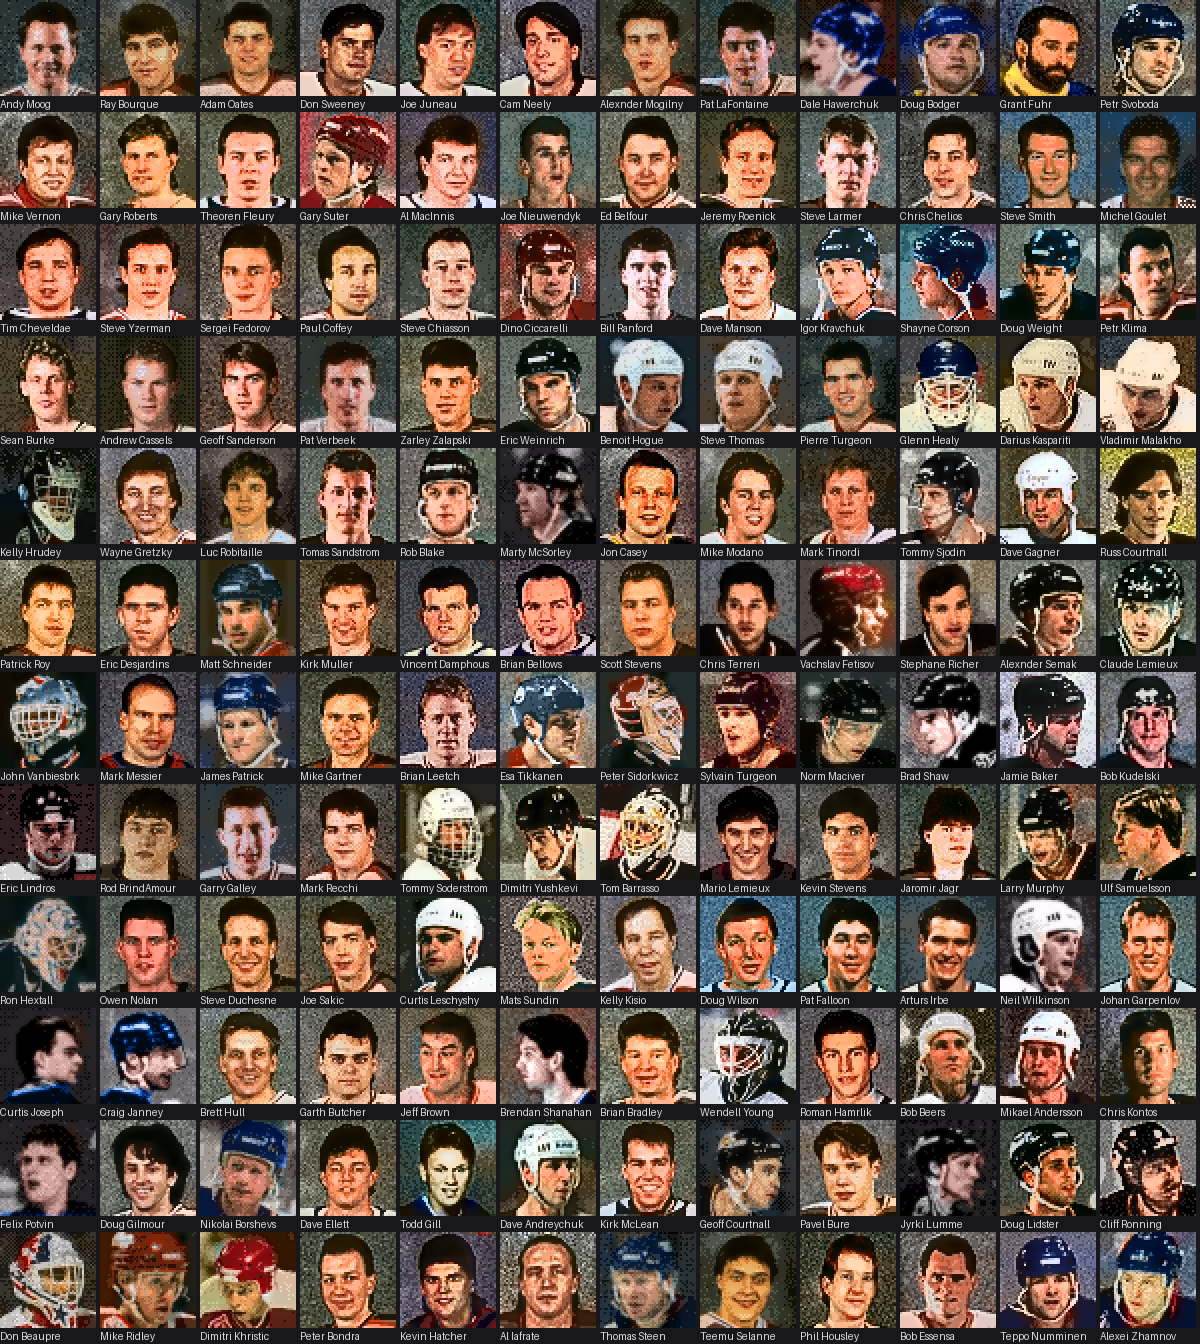 Andy Moog Ray Bourque Adam Oates Don Sweeney Joe Juneau Cam Neely Alexnder Mogilny Pat LaFontaine Dale Hawerchuk Doug Bodger Grant Fuhr Petr Svoboda
Mike Vernon Gary Roberts Theoren Fleury Gary Suter Al MacInnis Joe Nieuwendyk Ed Belfour Jeremy Roenick Steve Larmer Chris Chelios Steve Smith Michel Goulet
Tim Cheveldae Steve Yzerman Sergei Fedorov Paul Coffey Steve Chiasson Dino Ciccarelli Bill Ranford Dave Manson Igor Kravchuk Shayne Corson Doug Weight Petr Klima
Sean Burke Andrew Cassels Geoff Sanderson Pat Verbeek Zarley Zalapski Eric Weinrich Benoit Hogue Steve Thomas Pierre Turgeon Glenn Healy Darius Kaspariti Vladimir Malakho
Kelly Hrudey Wayne Gretzky Luc Robitaille Tomas Sandstrom Rob Blake Marty McSorley Jon Casey Mike Modano Mark Tinordi Tommy Sjodin Dave Gagner Russ Courtnall
Patrick Roy Eric Desjardins Matt Schneider Kirk Muller Vincent Damphous Brian Bellows Scott Stevens Chris Terreri Vachslav Fetisov Stephane Richer Alexnder Semak Claude Lemieux
John Vanbiesbrk Mark Messier James Patrick Mike Gartner Brian Leetch Esa Tikkanen Peter Sidorkwicz Sylvain Turgeon Norm Maciver Brad Shaw Jamie Baker Bob Kudelski
Eric Lindros Rod BrindAmour Garry Galley Mark Recchi Tommy Soderstrom Dimitri Yushkevi Tom Barrasso Mario Lemieux Kevin Stevens Jaromir Jagr Larry Murphy Ulf Samuelsson
Ron Hextall Owen Nolan Steve Duchesne Joe Sakic Curtis Leschyshy Mats Sundin Kelly Kisio Doug Wilson Pat Falloon Arturs Irbe Neil Wilkinson Johan Garpenlov
Curtis Joseph Craig Janney Brett Hull Garth Butcher Jeff Brown Brendan Shanahan Brian Bradley Wendell Young Roman Hamrlik Bob Beers Mikael Andersson Chris Kontos
Felix Potvin Doug Gilmour Nikolai Borshevs Dave Ellett Todd Gill Dave Andreychuk Kirk McLean Geoff Courtnall Pavel Bure Jyrki Lumme Doug Lidster Cliff Ronning
Don Beaupre Mike Ridley Dimitri Khristic Peter Bondra Kevin Hatcher Al Iafrate Thomas Steen Teemu Selanne Phil Housley Bob Essensa Teppo Numminen Alexei Zhamnov